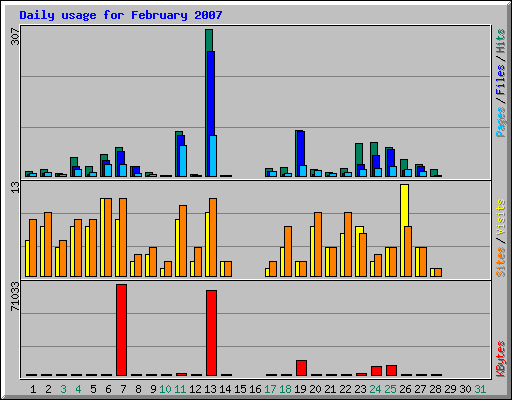 Daily usage for February 2007
307
Pages / Files / Hits
13
Sites / Visits
71033
KBytes
1 2 3 4 5 6 7 8 9 10 11 12 13 14 15 16 17 18 19 20 21 22 23 24 25 26 27 28 29 30 31